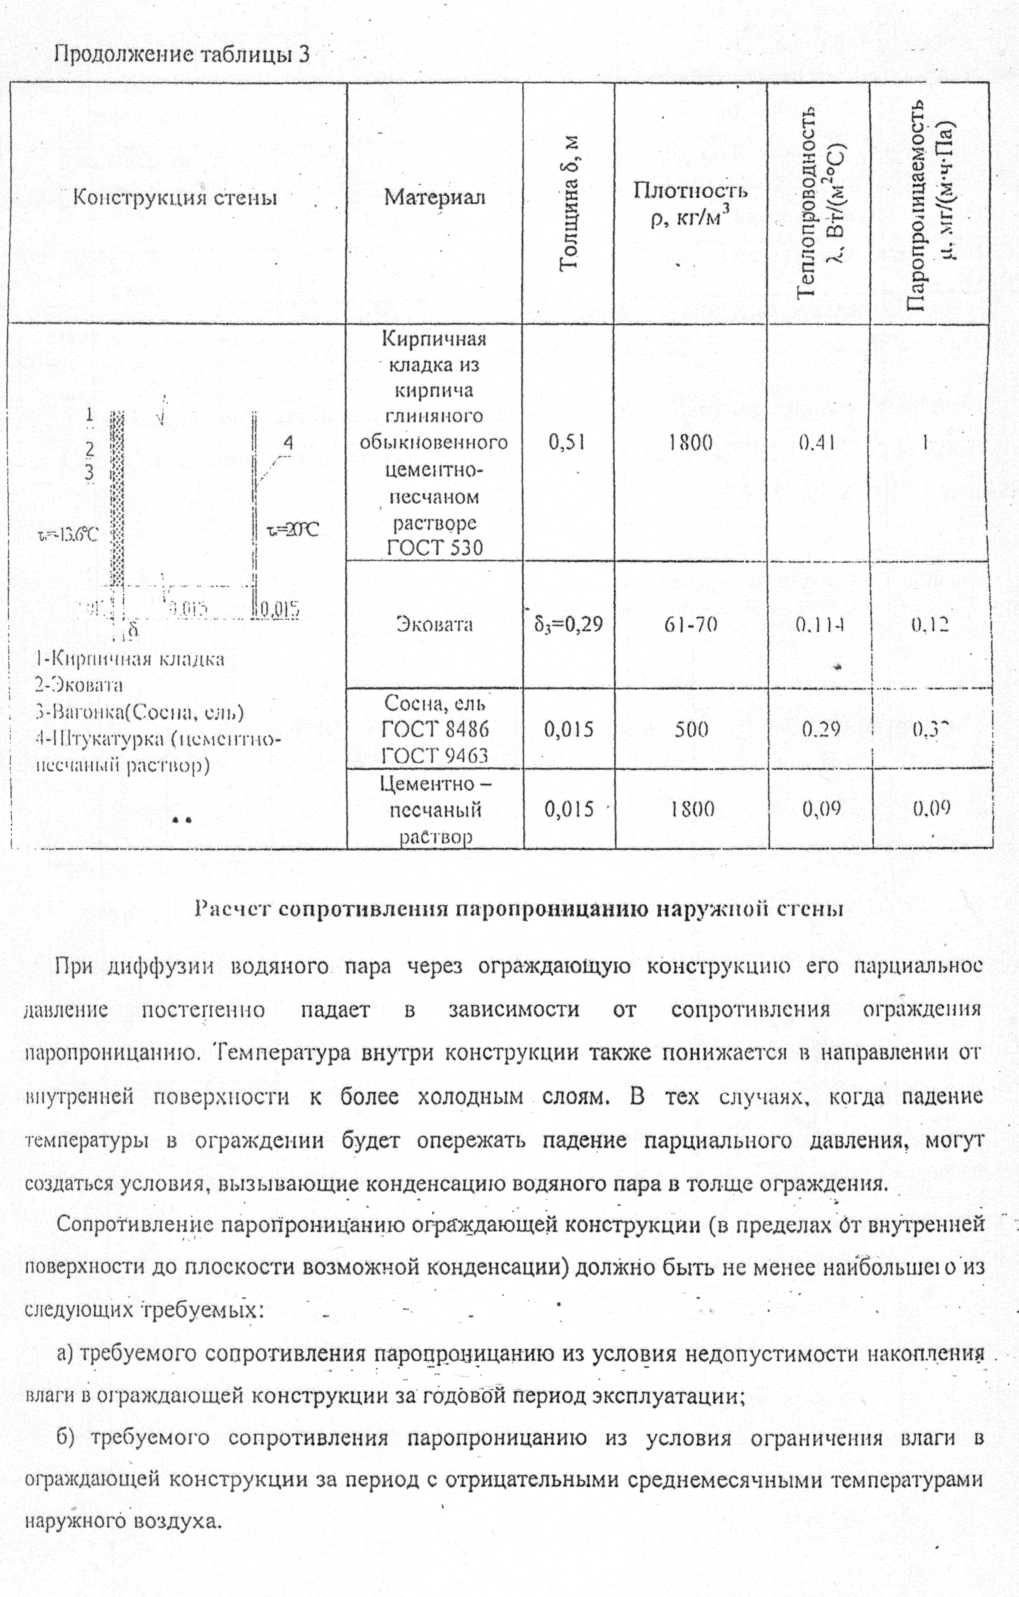 Продолжение таблицы 3
Конструкция стены
Материал
Толщина δ, м
Плотность
ρ, кг/м³
Теплопроводность
λ, Вт/(м²°С)
Паропроницаемость
μ, мг/(м·ч·Па)
1
2
3
4
tᵥ=20°С
0,015
0,015
δ
1-Кирпичная кладка
2-Эковата
3-Вагонка(Сосна, ель)
4-Штукатурка (цементно-
песчаный раствор)
Кирпичная
кладка из
кирпича
глиняного
обыкновенного
цементно-
песчаном
растворе
ГОСТ 530
0,51
1800
0.41
1
Эковата
δ₃=0,29
61-70
0.114
0,12
Сосна, ель
ГОСТ 8486
ГОСТ 9463
0,015
500
0.29
Цементно –
песчаный
раствор
0,015
1800
0,09
0,09
Расчет сопротивления паропроницанию наружной стены
При диффузии водяного пара через ограждающую конструкцию его парциальное
давление постепенно падает в зависимости от сопротивления ограждения
паропроницанию. Температура внутри конструкции также понижается в направлении от
внутренней поверхности к более холодным слоям. В тех случаях, когда падение
температуры в ограждении будет опережать падение парциального давления, могут
создаться условия, вызывающие конденсацию водяного пара в толще ограждения.
Сопротивление паропроницанию ограждающей конструкции (в пределах от внутренней
поверхности до плоскости возможной конденсации) должно быть не менее наибольшего из
следующих требуемых:
а) требуемого сопротивления паропроницанию из условия недопустимости накопления
влаги в ограждающей конструкции за годовой период эксплуатации;
б) требуемого сопротивления паропроницанию из условия ограничения влаги в
ограждающей конструкции за период с отрицательными среднемесячными температурами
наружного воздуха.